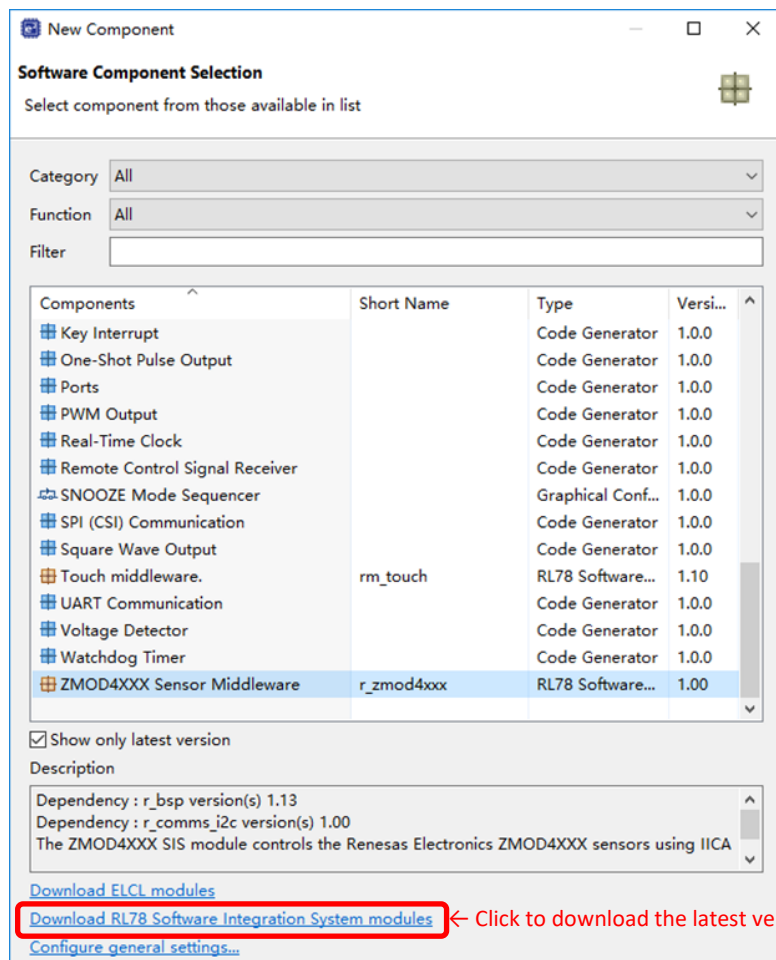 New Component
Software Component Selection
Select component from those available in list
Category All
Function All
Filter
Components Short Name Type Versi...
Key Interrupt Code Generator 1.0.0
One-Shot Pulse Output Code Generator 1.0.0
Ports Code Generator 1.0.0
PWM Output Code Generator 1.0.0
Real-Time Clock Code Generator 1.0.0
Remote Control Signal Receiver Code Generator 1.0.0
SNOOZE Mode Sequencer Graphical Conf... 1.0.0
SPI (CSI) Communication Code Generator 1.0.0
Square Wave Output Code Generator 1.0.0
Touch middleware. rm_touch RL78 Software... 1.10
UART Communication Code Generator 1.0.0
Voltage Detector Code Generator 1.0.0
Watchdog Timer Code Generator 1.0.0
ZMOD4XXX Sensor Middleware r_zmod4xxx RL78 Software... 1.00
Show only latest version
Description
Dependency : r_bsp version(s) 1.13
Dependency : r_comms_i2c version(s) 1.00
The ZMOD4XXX SIS module controls the Renesas Electronics ZMOD4XXX sensors using IICA
Download ELCL modules
Download RL78 Software Integration System modules ← Click to download the latest ve
Configure general settings...